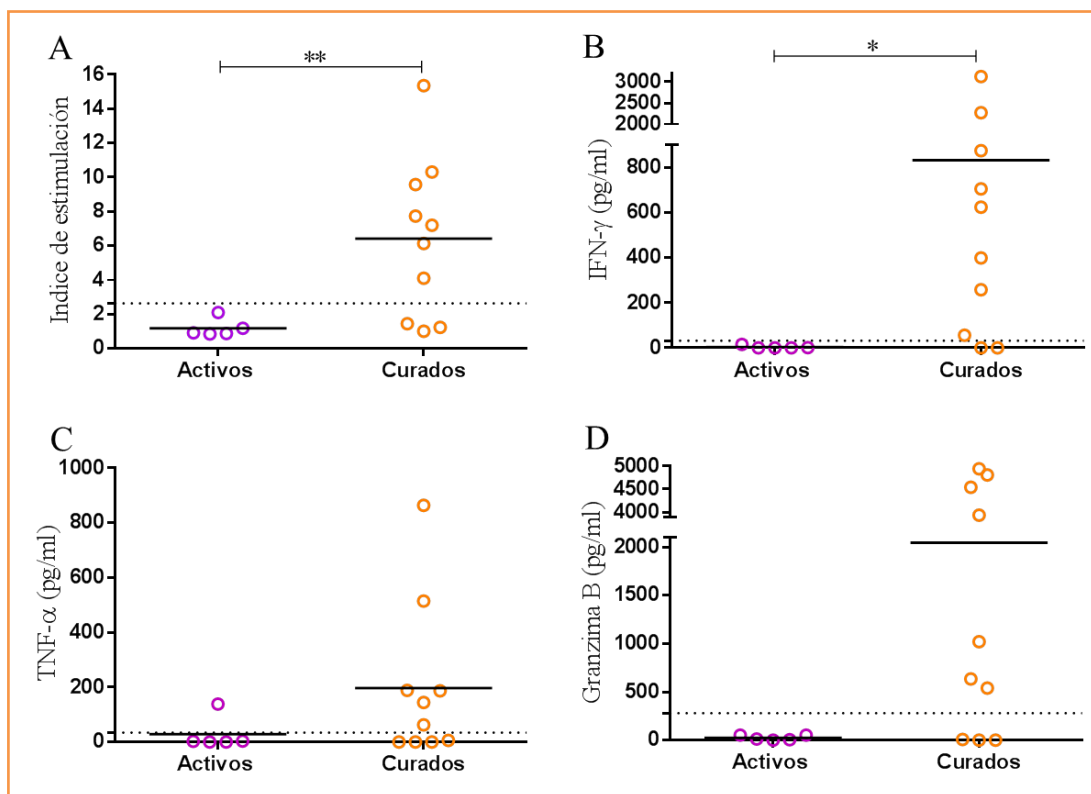 A
**
Indice de estimulación
16
14
12
10
8
6
4
2
0
Activos
Curados
B
*
IFN-γ (pg/ml)
3000
2500
2000
800
600
400
200
0
Activos
Curados
C
TNF-α (pg/ml)
1000
800
600
400
200
0
Activos
Curados
D
Granzima B (pg/ml)
5000
4500
4000
2000
1500
1000
500
0
Activos
Curados